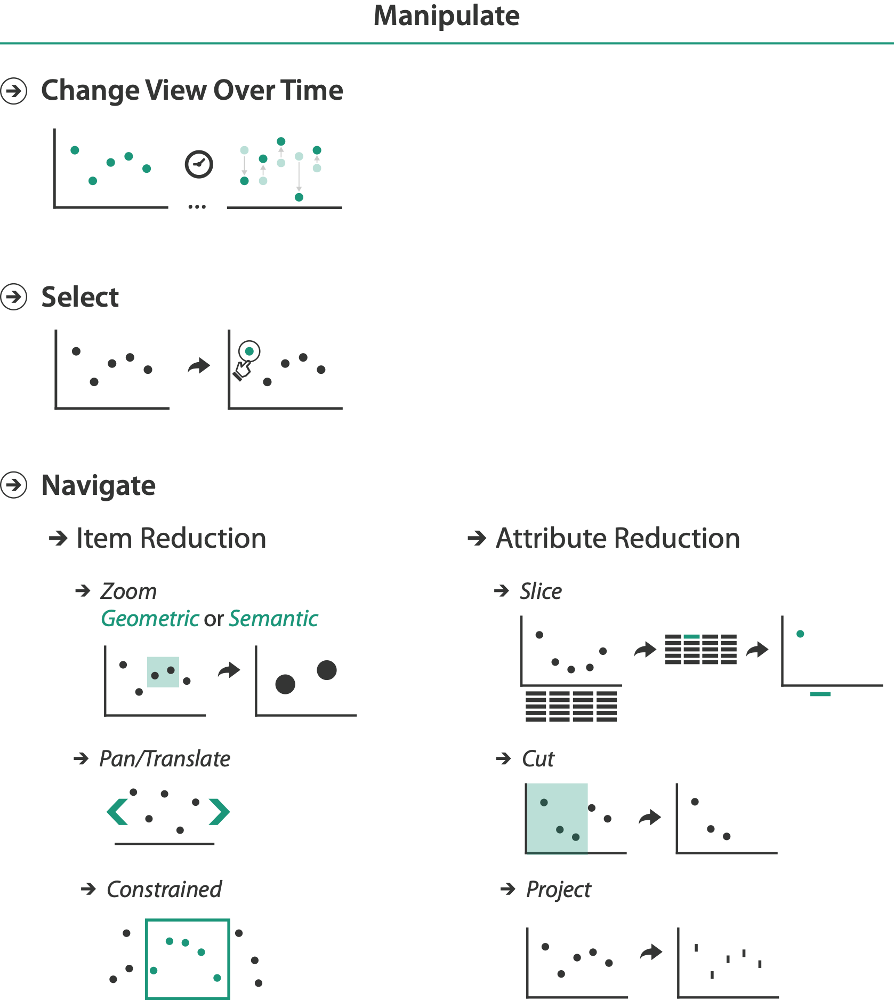 Manipulate
Change View Over Time
Select
Navigate
Item Reduction
Zoom
Geometric or Semantic
Pan/Translate
Constrained
Attribute Reduction
Slice
Cut
Project